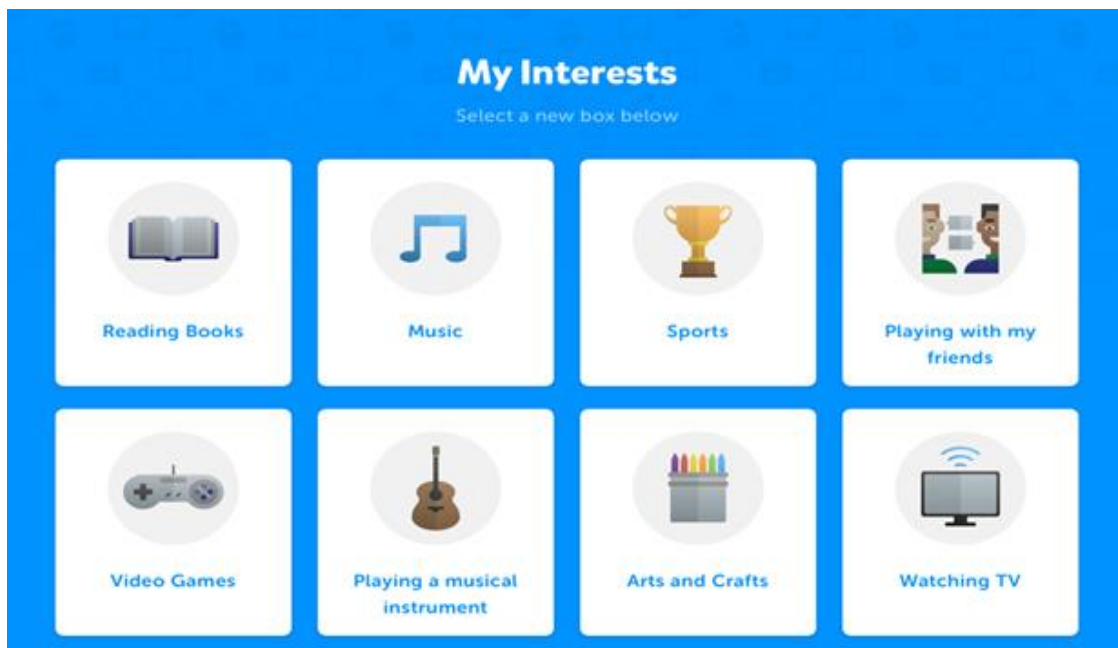 My Interests
Select a new box below
Reading Books
Music
Sports
Playing with my
friends
Video Games
Playing a musical
instrument
Arts and Crafts
Watching TV